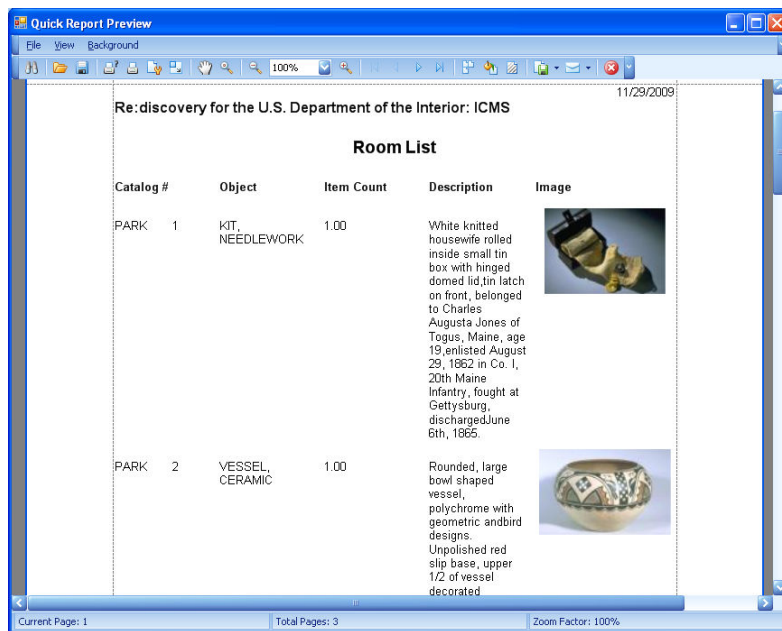 Quick Report Preview
File View Background
100%
11/29/2009
Re:discovery for the U.S. Department of the Interior: ICMS
Room List
Catalog # Object Item Count Description Image
PARK 1 KIT, 1.00 White knitted
NEEDLEWORK housewife rolled
inside small tin
box with hinged
domed lid,tin latch
on front, belonged
to Charles
Augusta Jones of
Togus, Maine, age
19,enlisted August
29, 1862 in Co. I,
20th Maine
Infantry, fought at
Gettysburg,
dischargedJune
6th, 1865.
PARK 2 VESSEL, 1.00 Rounded, large
CERAMIC bowl shaped
vessel,
polychrome with
geometric andbird
designs.
Unpolished red
slip base, upper
1/2 of vessel
decorated
Current Page: 1 Total Pages: 3 Zoom Factor: 100%